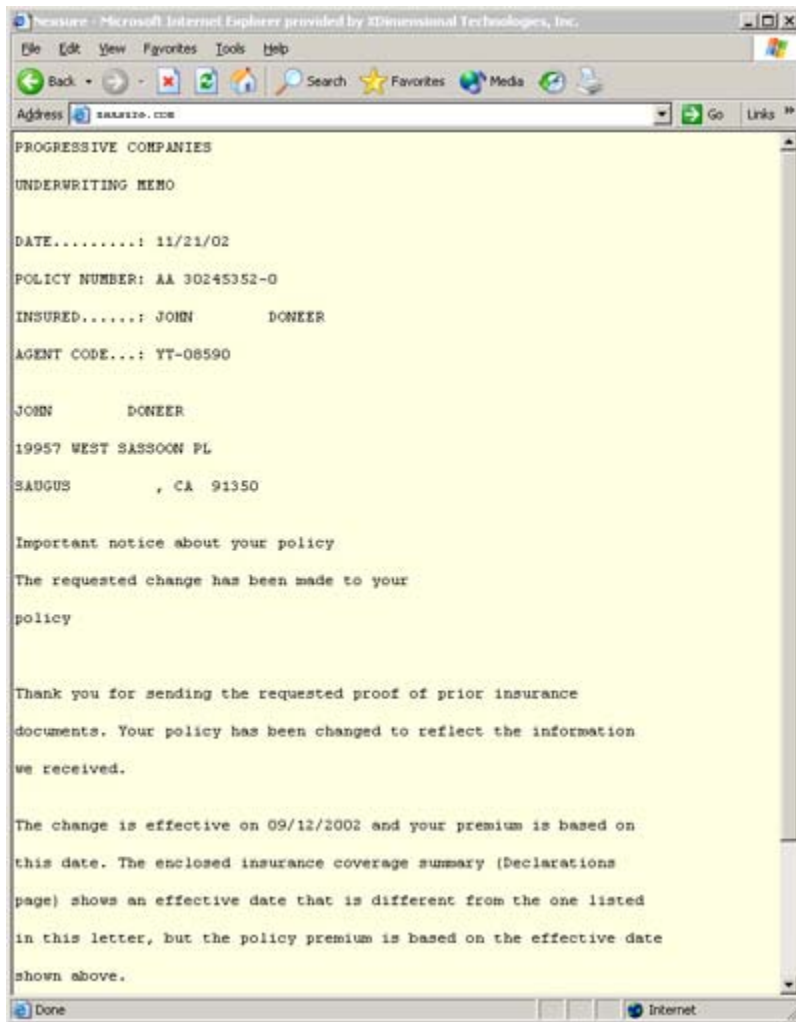 Newsure - Microsoft Internet Explorer provided by XDimensional Technologies, Inc.
File Edit View Favorites Tools Help
Back Search Favorites Media
Address Go Links »
PROGRESSIVE COMPANIES
UNDERWRITING MEMO
DATE.........: 11/21/02
POLICY NUMBER: AA 30245352-0
INSURED......: JOHN DONEER
AGENT CODE...: YT-08590
JOHN DONEER
19957 WEST SASSOON PL
SAUGUS , CA 91350
Important notice about your policy
The requested change has been made to your
policy
Thank you for sending the requested proof of prior insurance
documents. Your policy has been changed to reflect the information
we received.
The change is effective on 09/12/2002 and your premium is based on
this date. The enclosed insurance coverage summary (Declarations
page) shows an effective date that is different from the one listed
in this letter, but the policy premium is based on the effective date
shown above.
Done Internet